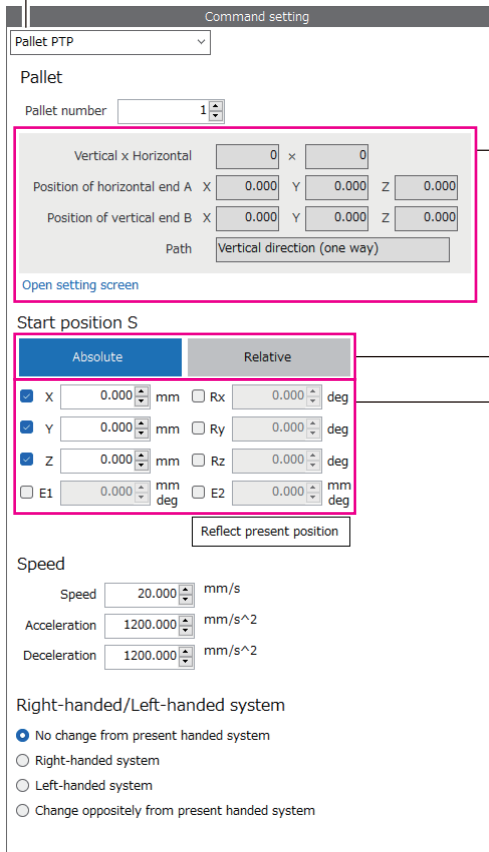 Command setting
Pallet PTP
Pallet
Pallet number 1
Vertical x Horizontal 0 × 0
Position of horizontal end A X 0.000 Y 0.000 Z 0.000
Position of vertical end B X 0.000 Y 0.000 Z 0.000
Path Vertical direction (one way)
Open setting screen
Start position S
Absolute Relative
X 0.000 mm Rx 0.000 deg
Y 0.000 mm Ry 0.000 deg
Z 0.000 mm Rz 0.000 deg
E1 0.000 mm deg E2 0.000 mm deg
Reflect present position
Speed
Speed 20.000 mm/s
Acceleration 1200.000 mm/s^2
Deceleration 1200.000 mm/s^2
Right-handed/Left-handed system
No change from present handed system
Right-handed system
Left-handed system
Change oppositely from present handed system